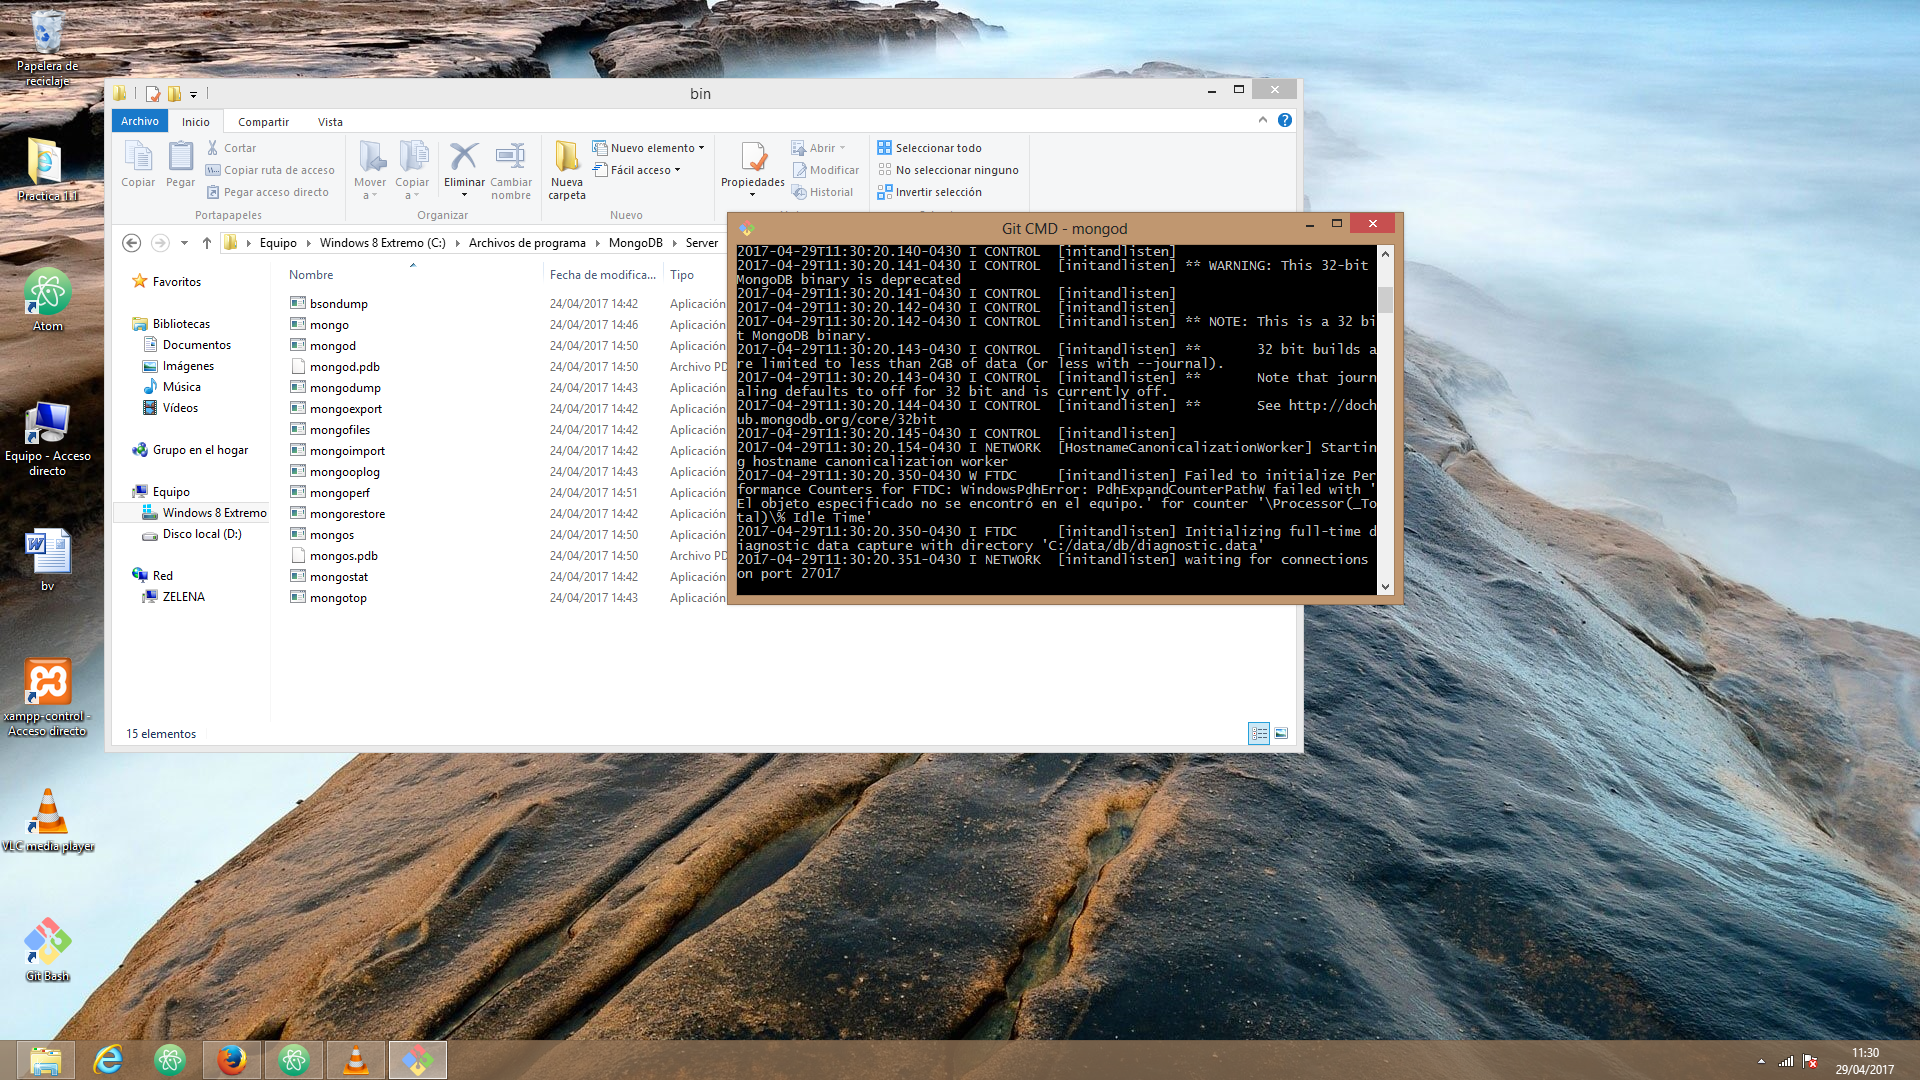 Papelera de
reciclaje
Practica 1.1
Atom
Equipo - Acceso
directo
bv
xampp-control -
Acceso directo
VLC media player
Git Bash
bin
Archivo
Inicio
Compartir
Vista
Copiar
Pegar
Cortar
Copiar ruta de acceso
Pegar acceso directo
Portapapeles
Mover
a
Copiar
a
Eliminar
Cambiar
nombre
Organizar
Nueva
carpeta
Nuevo elemento
Fácil acceso
Nuevo
Propiedades
Abrir
Modificar
Historial
Seleccionar todo
No seleccionar ninguno
Invertir selección
Equipo
Windows 8 Extremo (C:)
Archivos de programa
MongoDB
Server
Favoritos
Bibliotecas
Documentos
Imágenes
Música
Vídeos
Grupo en el hogar
Equipo
Windows 8 Extremo
Disco local (D:)
Red
ZELENA
Nombre Fecha de modifica... Tipo
bsondump 24/04/2017 14:42 Aplicación
mongo 24/04/2017 14:46 Aplicación
mongod 24/04/2017 14:50 Aplicación
mongod.pdb 24/04/2017 14:50 Archivo PD
mongodump 24/04/2017 14:43 Aplicación
mongoexport 24/04/2017 14:42 Aplicación
mongofiles 24/04/2017 14:42 Aplicación
mongoimport 24/04/2017 14:42 Aplicación
mongooplog 24/04/2017 14:43 Aplicación
mongoperf 24/04/2017 14:51 Aplicación
mongorestore 24/04/2017 14:42 Aplicación
mongos 24/04/2017 14:50 Aplicación
mongos.pdb 24/04/2017 14:50 Archivo PD
mongostat 24/04/2017 14:42 Aplicación
mongotop 24/04/2017 14:43 Aplicación
15 elementos
Git CMD - mongod
2017-04-29T11:30:20.140-0430 I CONTROL  [initandlisten]
2017-04-29T11:30:20.141-0430 I CONTROL  [initandlisten] ** WARNING: This 32-bit
MongoDB binary is deprecated
2017-04-29T11:30:20.141-0430 I CONTROL  [initandlisten]
2017-04-29T11:30:20.142-0430 I CONTROL  [initandlisten]
2017-04-29T11:30:20.142-0430 I CONTROL  [initandlisten] ** NOTE: This is a 32 bi
t MongoDB binary.
2017-04-29T11:30:20.143-0430 I CONTROL  [initandlisten] **       32 bit builds a
re limited to less than 2GB of data (or less with --journal).
2017-04-29T11:30:20.143-0430 I CONTROL  [initandlisten] **       Note that journ
aling defaults to off for 32 bit and is currently off.
2017-04-29T11:30:20.144-0430 I CONTROL  [initandlisten] **       See http://doch
ub.mongodb.org/core/32bit
2017-04-29T11:30:20.145-0430 I CONTROL  [initandlisten]
2017-04-29T11:30:20.154-0430 I NETWORK  [HostnameCanonicalizationWorker] Startin
g hostname canonicalization worker
2017-04-29T11:30:20.350-0430 W FTDC     [initandlisten] Failed to initialize Per
formance Counters for FTDC: WindowsPdhError: PdhExpandCounterPathW failed with '
El objeto especificado no se encontró en el equipo.' for counter '\Processor(_To
tal)\% Idle Time'
2017-04-29T11:30:20.350-0430 I FTDC     [initandlisten] Initializing full-time d
iagnostic data capture with directory 'C:/data/db/diagnostic.data'
2017-04-29T11:30:20.351-0430 I NETWORK  [initandlisten] waiting for connections
on port 27017
11:30
29/04/2017